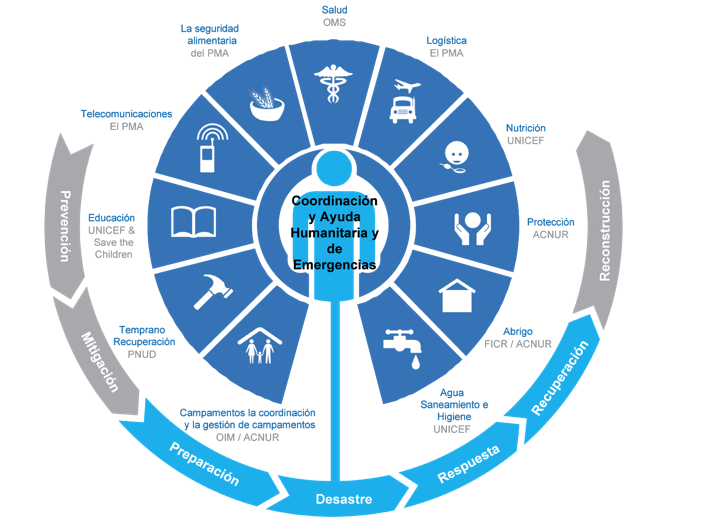 Salud
OMS
La seguridad
alimentaria
del PMA
Logística
El PMA
Telecomunicaciones
El PMA
Nutrición
UNICEF
Educación
UNICEF &
Save the
Children
Coordinación
y Ayuda
Humanitaria y
de
Emergencias
Protección
ACNUR
Temprano
Recuperación
PNUD
Abrigo
FICR / ACNUR
Campamentos la coordinación
y la gestión de campamentos
OIM / ACNUR
Agua
Saneamiento e
Higiene
UNICEF
Prevención
Mitigación
Preparación
Desastre
Respuesta
Recuperación
Reconstrucción